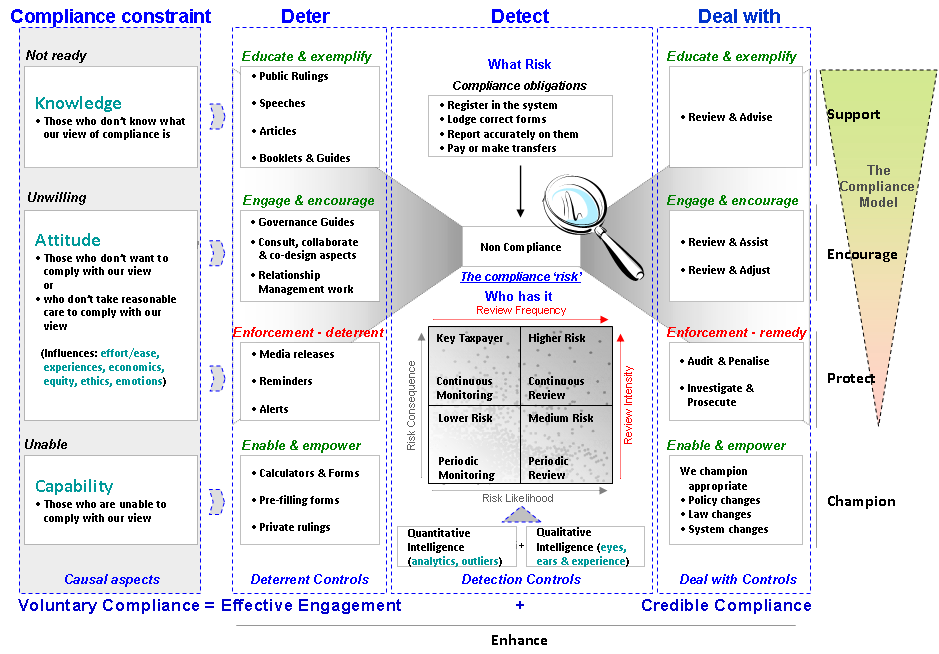 Compliance constraint
Not ready
Knowledge
• Those who don't know what
our view of compliance is
Unwilling
Attitude
• Those who don't want to
comply with our view
or
• who don't take reasonable
care to comply with our
view
(Influences: effort/ease,
experiences, economics,
equity, ethics, emotions)
Unable
Capability
• Those who are unable to
comply with our view
Causal aspects
Deter
Educate & exemplify
• Public Rulings
• Speeches
• Articles
• Booklets & Guides
Engage & encourage
• Governance Guides
• Consult, collaborate
& co-design aspects
• Relationship
Management work
Enforcement - deterrent
• Media releases
• Reminders
• Alerts
Enable & empower
• Calculators & Forms
• Pre-filling forms
• Private rulings
Deterrent Controls
Detect
What Risk
Compliance obligations
• Register in the system
• Lodge correct forms
• Report accurately on them
• Pay or make transfers
Non Compliance
The compliance 'risk'
Who has it
Review Frequency
Risk Consequence
Key Taxpayer
Continuous
Monitoring
Higher Risk
Continuous
Review
Lower Risk
Periodic
Monitoring
Medium Risk
Periodic
Review
Review Intensity
Risk Likelihood
Quantitative
Intelligence
(analytics, outliers)
+
Qualitative
Intelligence (eyes,
ears & experience)
Detection Controls
Deal with
Educate & exemplify
• Review & Advise
Engage & encourage
• Review & Assist
• Review & Adjust
Enforcement - remedy
• Audit & Penalise
• Investigate &
Prosecute
Enable & empower
We champion
appropriate
• Policy changes
• Law changes
• System changes
Deal with Controls
Support
The
Compliance
Model
Encourage
Protect
Champion
Voluntary Compliance = Effective Engagement + Credible Compliance
Enhance